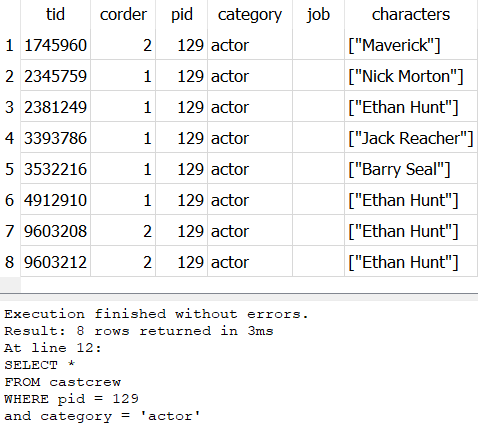 tid corder pid category job characters
1 1745960 2 129 actor ["Maverick"]
2 2345759 1 129 actor ["Nick Morton"]
3 2381249 1 129 actor ["Ethan Hunt"]
4 3393786 1 129 actor ["Jack Reacher"]
5 3532216 1 129 actor ["Barry Seal"]
6 4912910 1 129 actor ["Ethan Hunt"]
7 9603208 2 129 actor ["Ethan Hunt"]
8 9603212 2 129 actor ["Ethan Hunt"]
Execution finished without errors.
Result: 8 rows returned in 3ms
At line 12:
SELECT *
FROM castcrew
WHERE pid = 129
and category = 'actor'